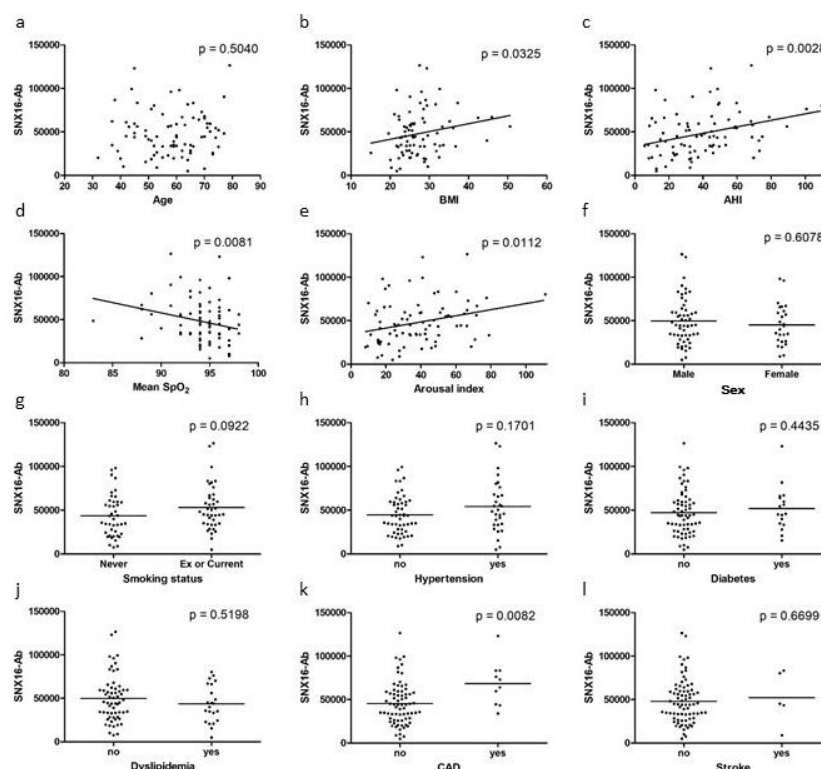 a
p = 0.5040
SNX16-Ab
150000
100000
50000
0
20 30 40 50 60 70 80 90
Age
b
p = 0.0325
SNX16-Ab
150000
100000
50000
0
10 20 30 40 50 60
BMI
c
p = 0.0028
SNX16-Ab
150000
100000
50000
0
0 20 40 60 80 100
AHI
d
p = 0.0081
SNX16-Ab
150000
100000
50000
0
80 85 90 95 100
Mean SpO₂
e
p = 0.0112
SNX16-Ab
150000
100000
50000
0
0 20 40 60 80 100 120
Arousal index
f
p = 0.6078
SNX16-Ab
150000
100000
50000
0
Male Female
Sex
g
p = 0.0922
SNX16-Ab
150000
100000
50000
0
Never Ex or Current
Smoking status
h
p = 0.1701
SNX16-Ab
150000
100000
50000
0
no yes
Hypertension
i
p = 0.4435
SNX16-Ab
150000
100000
50000
0
no yes
Diabetes
j
p = 0.5198
SNX16-Ab
150000
100000
50000
0
no yes
Dyslipidemia
k
p = 0.0082
SNX16-Ab
150000
100000
50000
0
no yes
CAD
l
p = 0.6699
SNX16-Ab
150000
100000
50000
0
no yes
Stroke